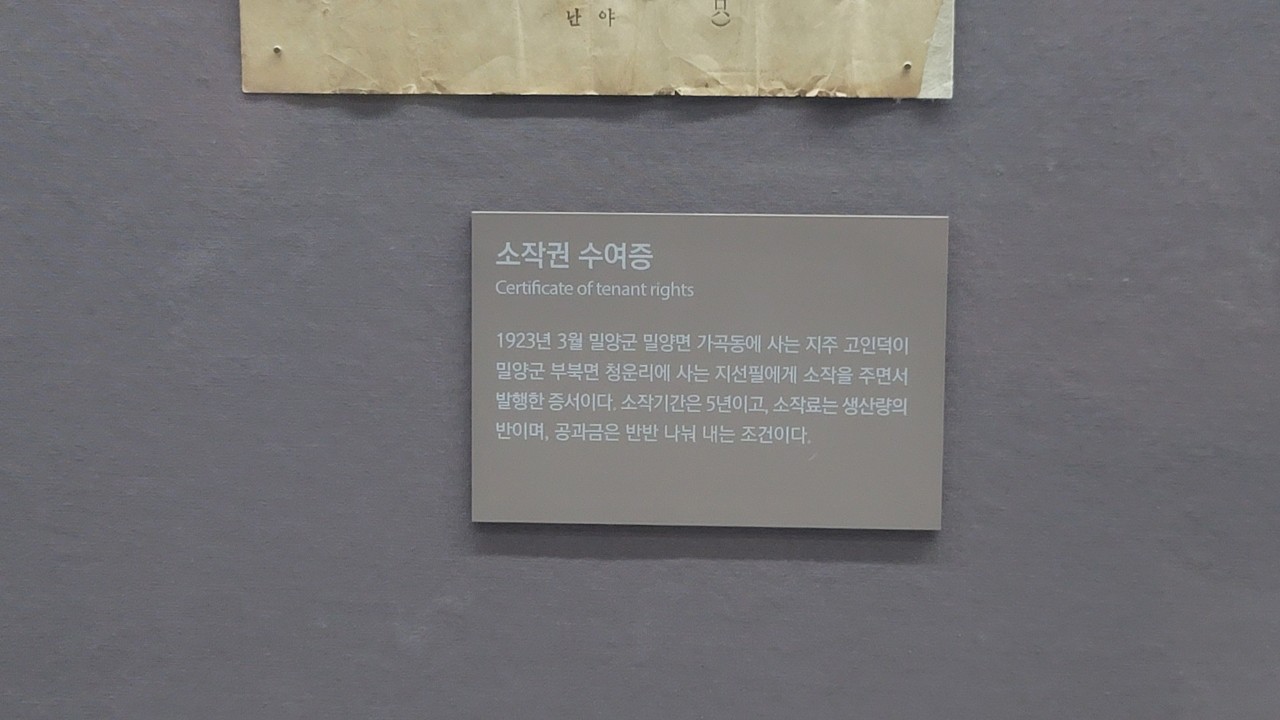 난 야
소작권 수여증
Certificate of tenant rights
1923년 3월 밀양군 밀양면 가곡동에 사는 지주 고인덕이
밀양군 부북면 청운리에 사는 지선필에게 소작을 주면서
발행한 증서이다. 소작기간은 5년이고, 소작료는 생산량의
반이며, 공과금은 반반 나눠 내는 조건이다.